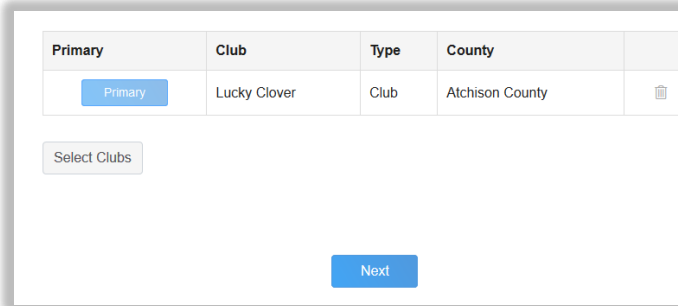 Primary Club Type County
Primary Lucky Clover Club Atchison County
Select Clubs
Next